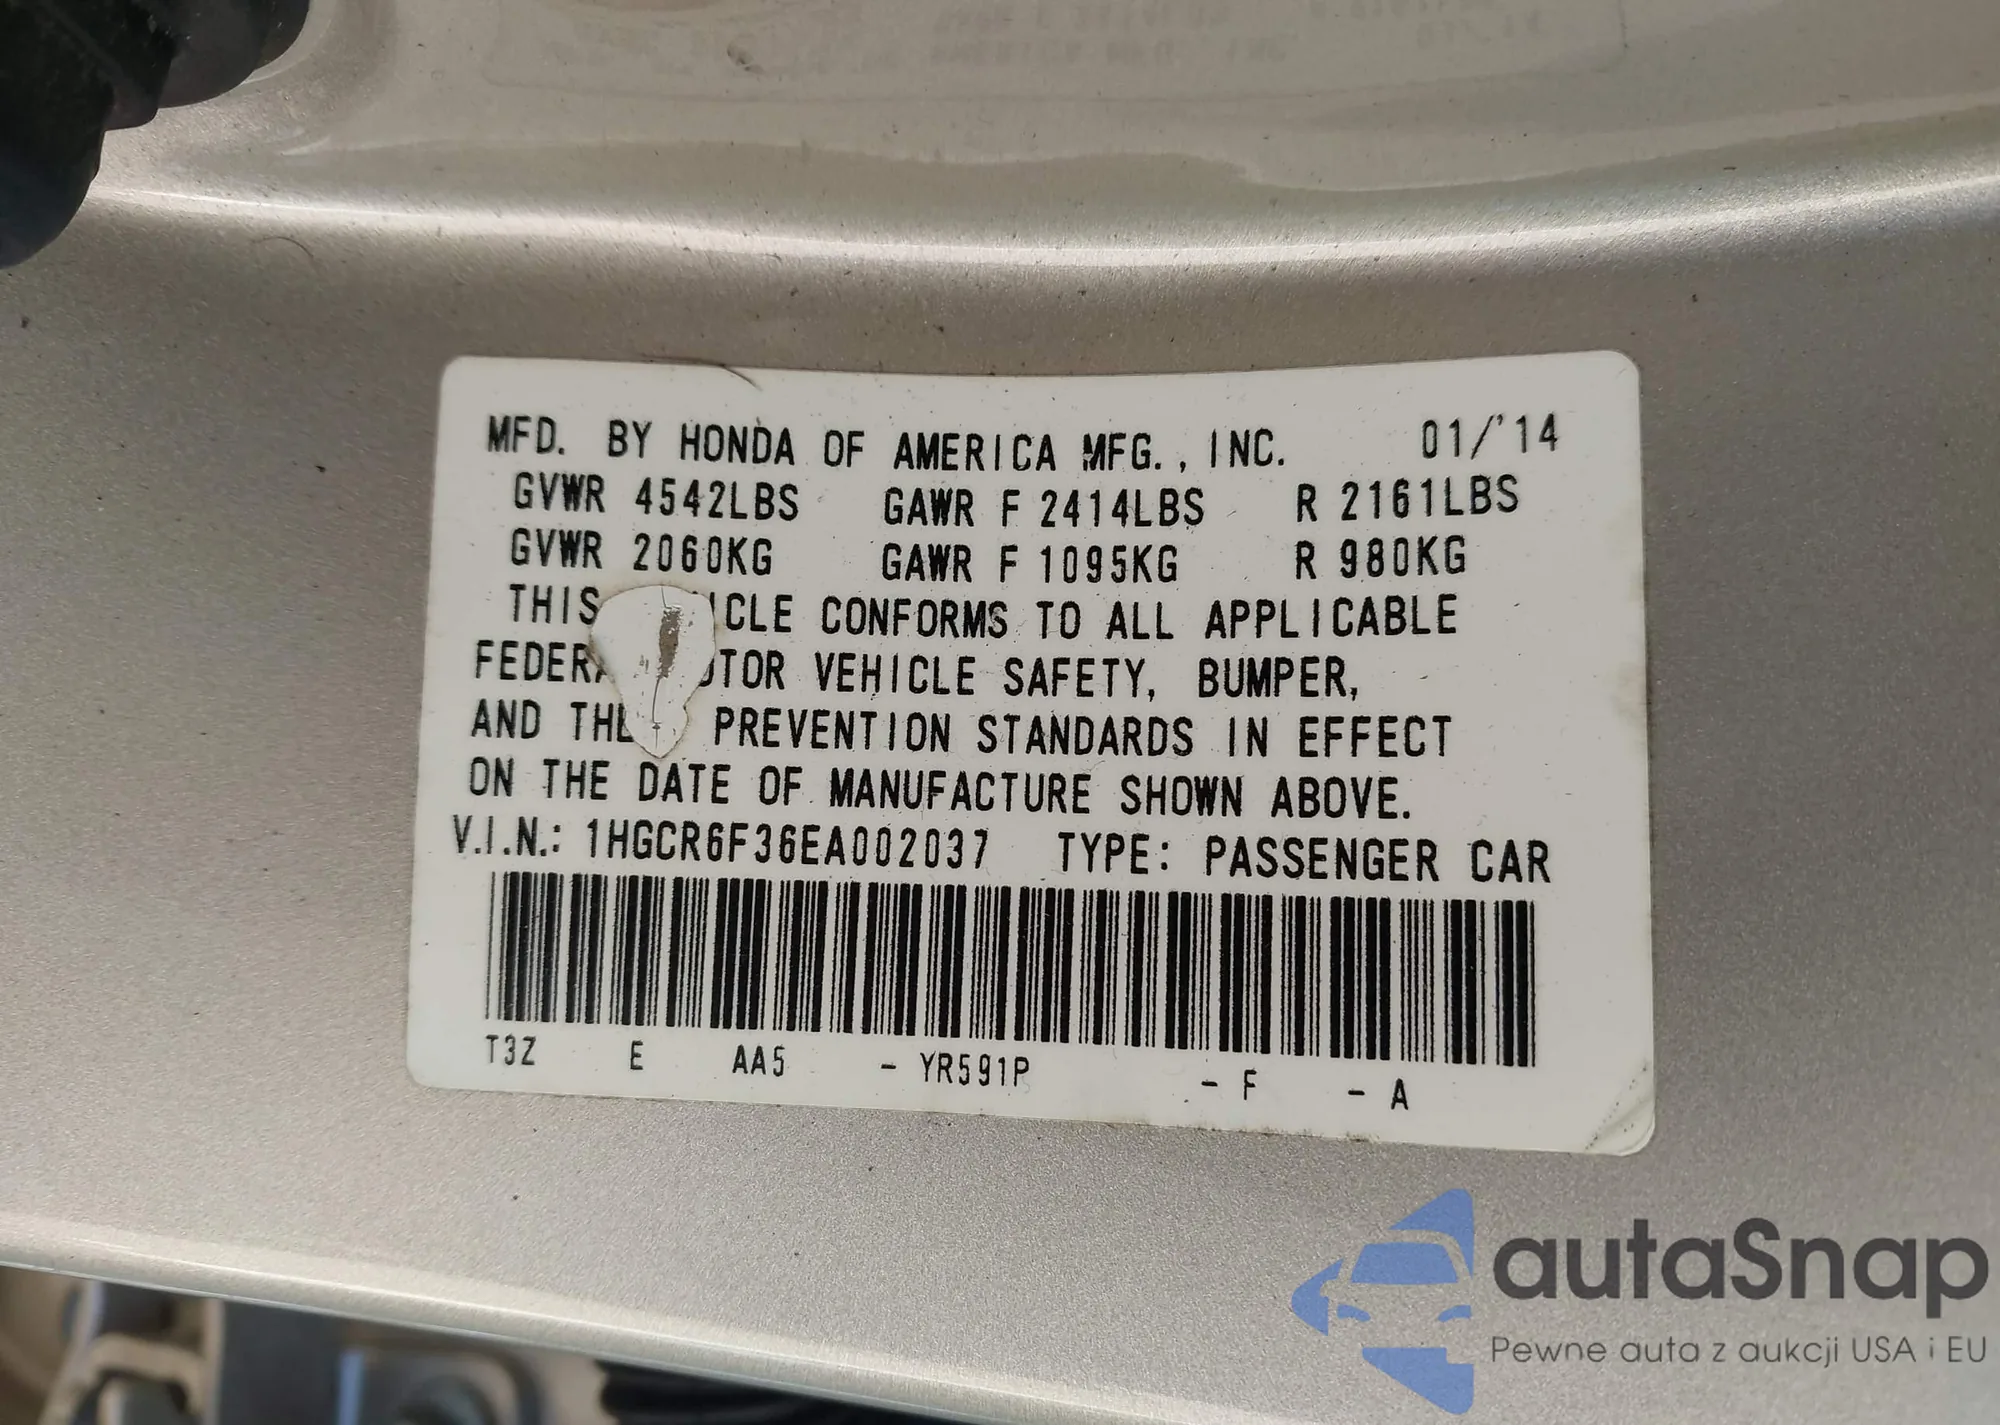 MFD. BY HONDA OF AMERICA MFG., INC. 01/'14
GVWR 4542LBS GAWR F 2414LBS R 2161LBS
GVWR 2060KG GAWR F 1095KG R 980KG
THIS CLE CONFORMS TO ALL APPLICABLE
FEDER TOR VEHICLE SAFETY, BUMPER,
AND PREVENTION STANDARDS IN EFFECT
ON THE DATE OF MANUFACTURE SHOWN ABOVE.
V.I.N.: 1HGCR6F36EA002037 TYPE: PASSENGER CAR
T3Z E AA5 - YR591P - F - A
autaSnap
Pewne auta z aukcji USA i EU